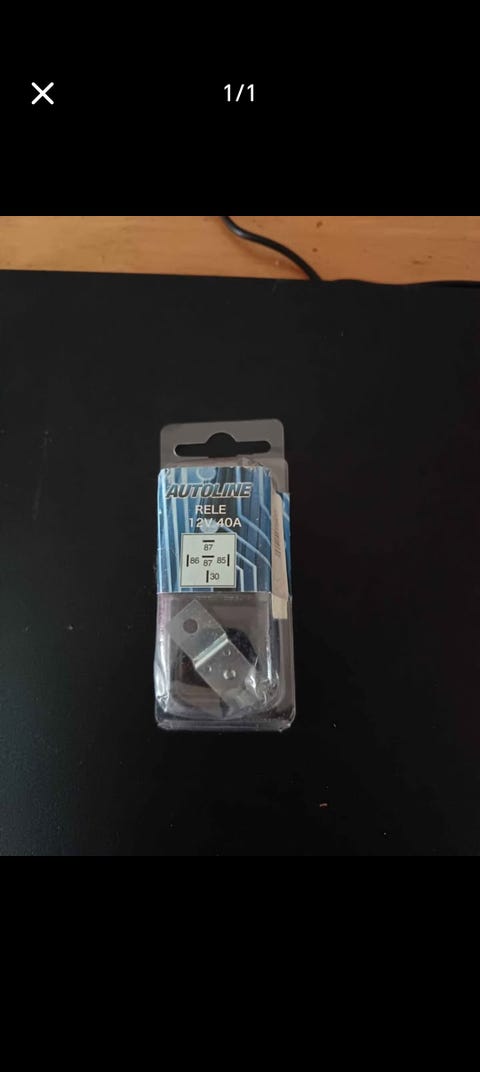 1/1
AUTOLINE
RELE
12V 40A
87
86 87 85
30